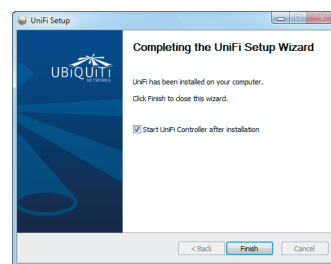 UniFi Setup
Completing the UniFi Setup Wizard
UBiQUiTi
NETWORKS
UniFi has been installed on your computer.
Click Finish to close this wizard.
Start UniFi Controller after installation
< Back
Finish
Cancel